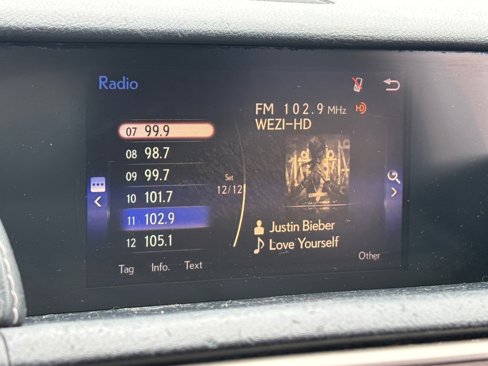 Radio
07 99.9
08 98.7
09 99.7
10 101.7
11 102.9
12 105.1
Set
12/12
FM 102.9 MHz HD
WEZI-HD
Justin Bieber
Love Yourself
Tag Info. Text
Other